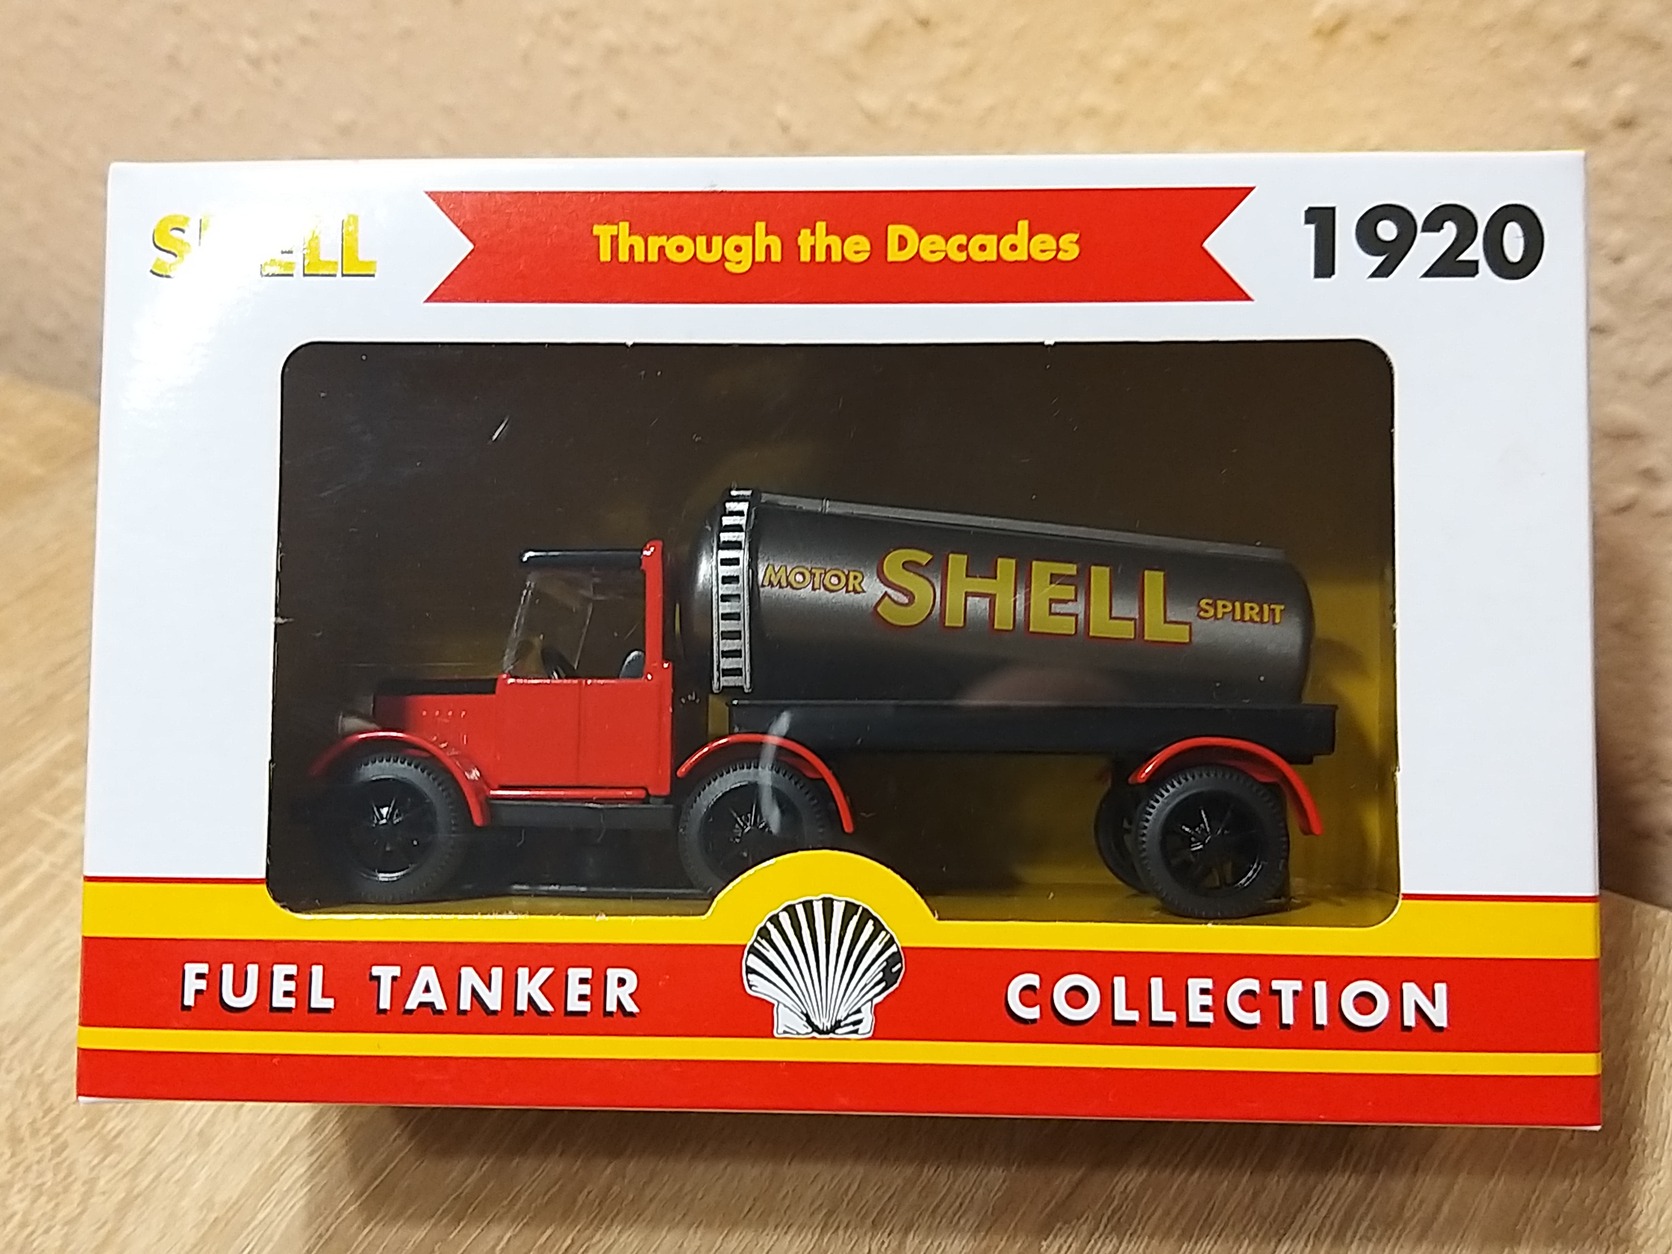 SHELL
Through the Decades
1920
MOTOR SHELL SPIRIT
FUEL TANKER COLLECTION